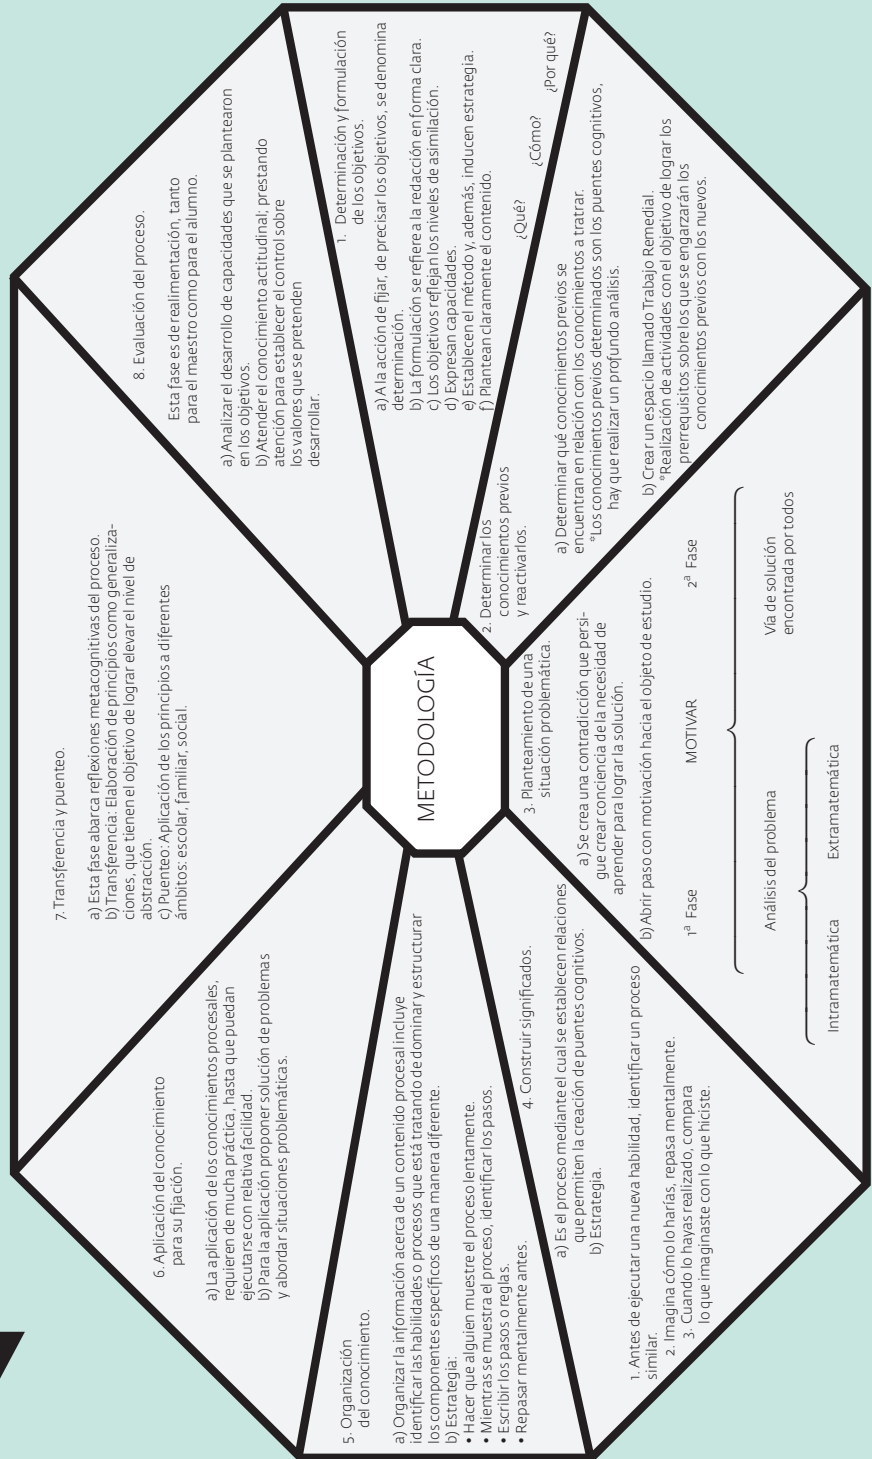 METODOLOGÍA
1. Determinación y formulación
de los objetivos.
a) A la acción de fijar, de precisar los objetivos, se denomina
determinación.
b) La formulación se refiere a la redacción en forma clara.
c) Los objetivos reflejan los niveles de asimilación.
d) Expresan capacidades.
e) Establecen el método y, además, inducen estrategia.
f) Plantean claramente el contenido.
¿Qué? ¿Cómo? ¿Por qué?
2. Determinar los
conocimientos previos
y reactivarlos.
a) Determinar qué conocimientos previos se
encuentran en relación con los conocimientos a tratrar.
*Los conocimientos previos determinados son los puentes cognitivos,
hay que realizar un profundo análisis.
b) Crear un espacio llamado Trabajo Remedial.
*Realización de actividades con el objetivo de lograr los
prerrequisitos sobre los que se engarzarán los
conocimientos previos con los nuevos.
3. Planteamiento de una
situación problemática.
a) Se crea una contradicción que persi-
gue crear conciencia de la necesidad de
aprender para lograr la solución.
b) Abrir paso con motivación hacia el objeto de estudio.
1ª Fase MOTIVAR 2ª Fase
Análisis del problema Vía de solución
encontrada por todos
Intramatemática Extramatemática
4. Construir significados.
a) Es el proceso mediante el cual se establecen relaciones
que permiten la creación de puentes cognitivos.
b) Estrategia.
1. Antes de ejecutar una nueva habilidad, identificar un proceso
similar.
2. Imagina cómo lo harías, repasa mentalmente.
3. Cuando lo hayas realizado, compara
lo que imaginaste con lo que hiciste.
5. Organización
del conocimiento.
a) Organizar la información acerca de un contenido procesal incluye
identificar las habilidades o procesos que está tratando de dominar y estructurar
los componentes específicos de una manera diferente.
b) Estrategia:
• Hacer que alguien muestre el proceso lentamente.
• Mientras se muestra el proceso, identificar los pasos.
• Escribir los pasos o reglas.
• Repasar mentalmente antes.
6. Aplicación del conocimiento
para su fijación.
a) La aplicación de los conocimientos procesales,
requieren de mucha práctica, hasta que puedan
ejecutarse con relativa facilidad.
b) Para la aplicación proponer solución de problemas
y abordar situaciones problemáticas.
7. Transferencia y puenteo.
a) Esta fase abarca reflexiones metacognitivas del proceso.
b) Transferencia: Elaboración de principios como generaliza-
ciones, que tienen el objetivo de lograr elevar el nivel de
abstracción.
c) Puenteo: Aplicación de los principios a diferentes
ámbitos: escolar, familiar, social.
8. Evaluación del proceso.
Esta fase es de realimentación, tanto
para el maestro como para el alumno.
a) Analizar el desarrollo de capacidades que se plantearon
en los objetivos.
b) Atender el conocimiento actitudinal; prestando
atención para establecer el control sobre
los valores que se pretenden
desarrollar.